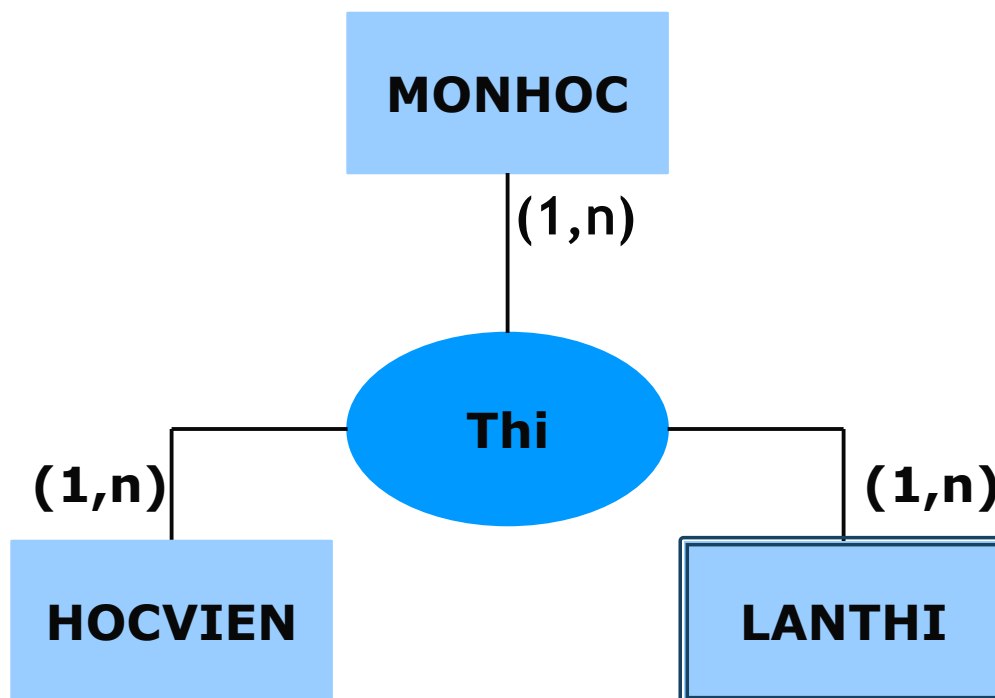 MONHOC
(1,n)
Thi
(1,n)
(1,n)
HOCVIEN
LANTHI